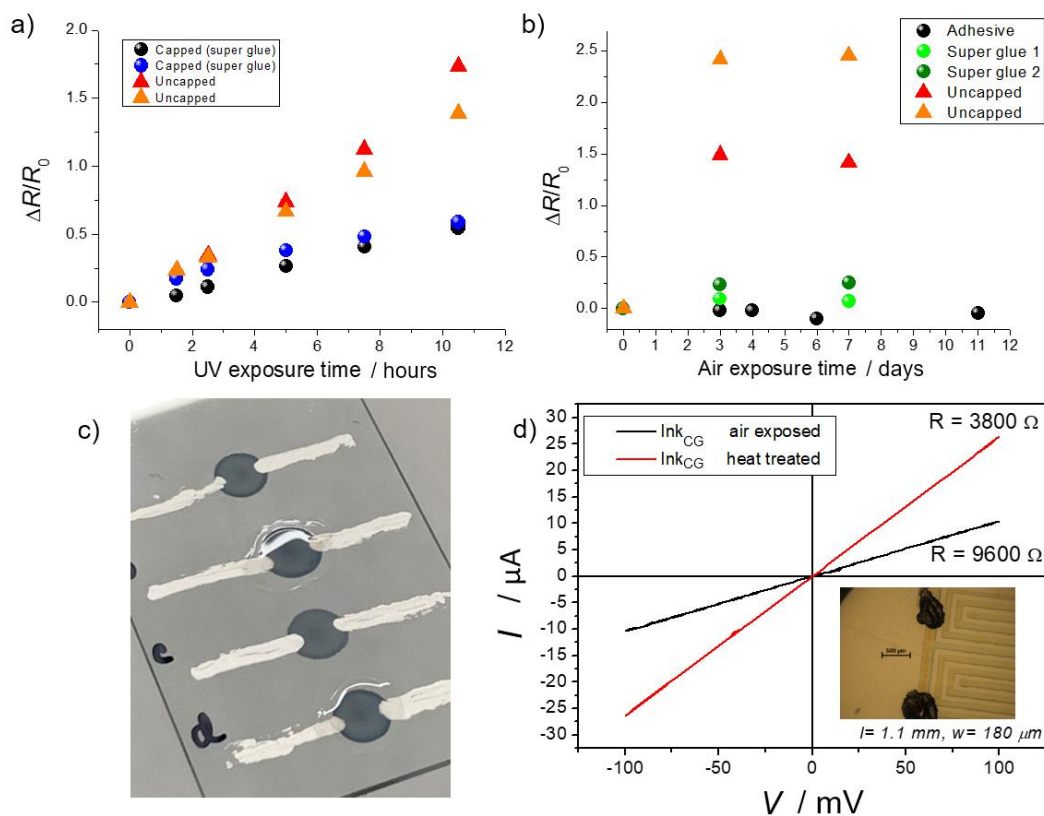 a)
2.0
1.5
1.0
0.5
0.0
ΔR/R0
Capped (super glue)
Capped (super glue)
Uncapped
Uncapped
0 2 4 6 8 10 12
UV exposure time / hours
b)
2.5
2.0
1.5
1.0
0.5
0.0
ΔR/R0
Adhesive
Super glue 1
Super glue 2
Uncapped
Uncapped
0 1 2 3 4 5 6 7 8 9 10 11 12
Air exposure time / days
c)
d
d)
30
25
20
15
10
5
0
-5
-10
-15
-20
-25
-30
I / µA
InkCG air exposed
InkCG heat treated
R = 3800 Ω
R = 9600 Ω
500 µm
l= 1.1 mm, w= 180 µm
-100 -50 0 50 100
V / mV